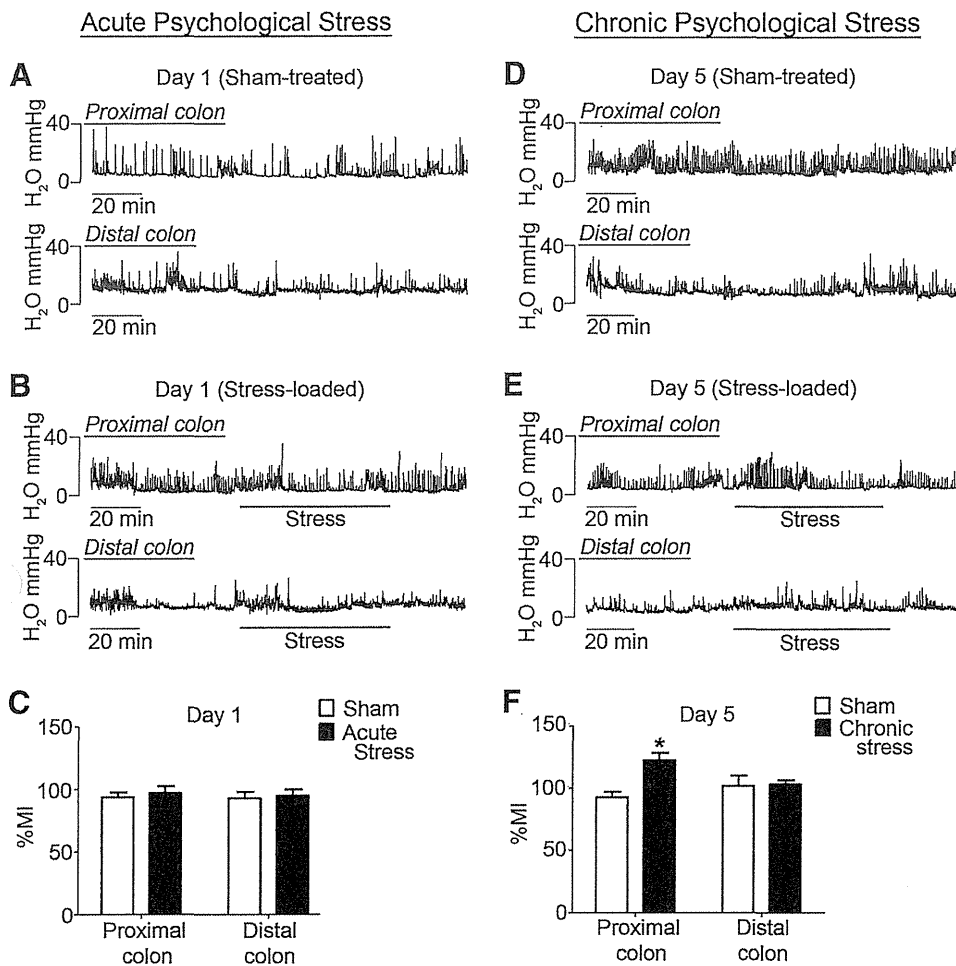 Acute Psychological Stress
A
Day 1 (Sham-treated)
Proximal colon
40
0
H₂O mmHg
20 min
Distal colon
40
0
H₂O mmHg
20 min
B
Day 1 (Stress-loaded)
Proximal colon
40
0
H₂O mmHg
20 min
Stress
Distal colon
40
0
H₂O mmHg
20 min
Stress
C
Day 1
Sham
Acute
Stress
150
100
50
0
%MI
Proximal
colon
Distal
colon
Chronic Psychological Stress
D
Day 5 (Sham-treated)
Proximal colon
40
0
H₂O mmHg
20 min
Distal colon
40
0
H₂O mmHg
20 min
E
Day 5 (Stress-loaded)
Proximal colon
40
0
H₂O mmHg
20 min
Stress
Distal colon
40
0
H₂O mmHg
20 min
Stress
F
Day 5
Sham
Chronic
stress
150
100
50
0
%MI
*
Proximal
colon
Distal
colon